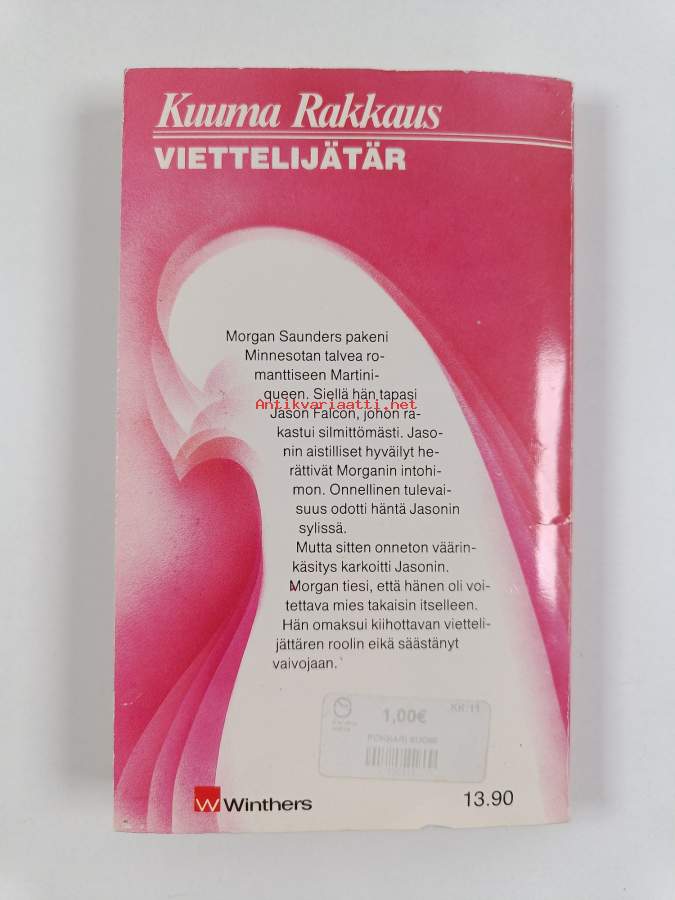 Kuuma Rakkaus
VIETTELIJÄTÄR
Morgan Saunders pakeni
Minnesotan talvea ro-
manttiseen Martini-
queen. Siellä hän tapasi
Antikvariaatti.net
Jason Falcon, johon ra-
kastui silmittömästi. Jaso-
nin aistilliset hyväilyt he-
rättivät Morganin intohi-
mon. Onnellinen tulevai-
suus odotti häntä Jasonin
sylissä.
Mutta sitten onneton väärin-
käsitys karkoitti Jasonin.
Morgan tiesi, että hänen oli voi-
tettava mies takaisin itselleen.
Hän omaksui kiihottavan vietteli-
jättären roolin eikä säästänyt
vaivojaan.
1,00€
Winthers
13.90